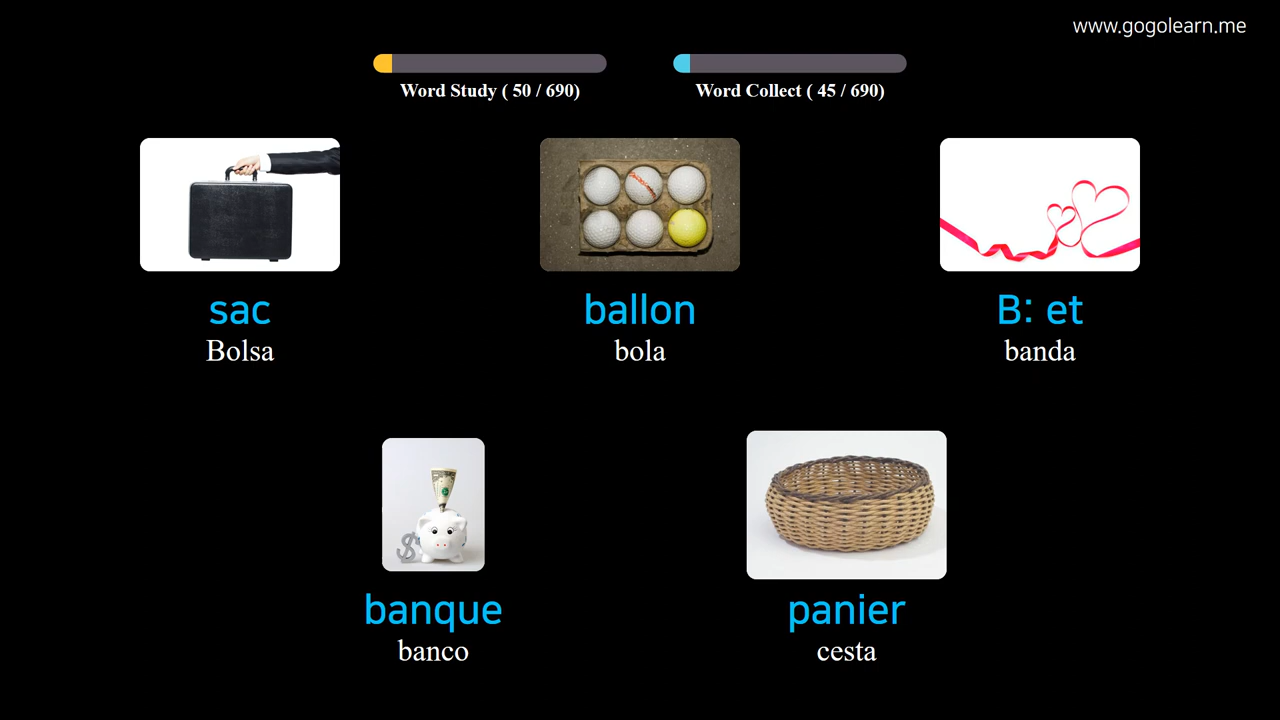 www.gogolearn.me
Word Study ( 50 / 690)
Word Collect ( 45 / 690)
sac
Bolsa
ballon
bola
B: et
banda
banque
banco
panier
cesta